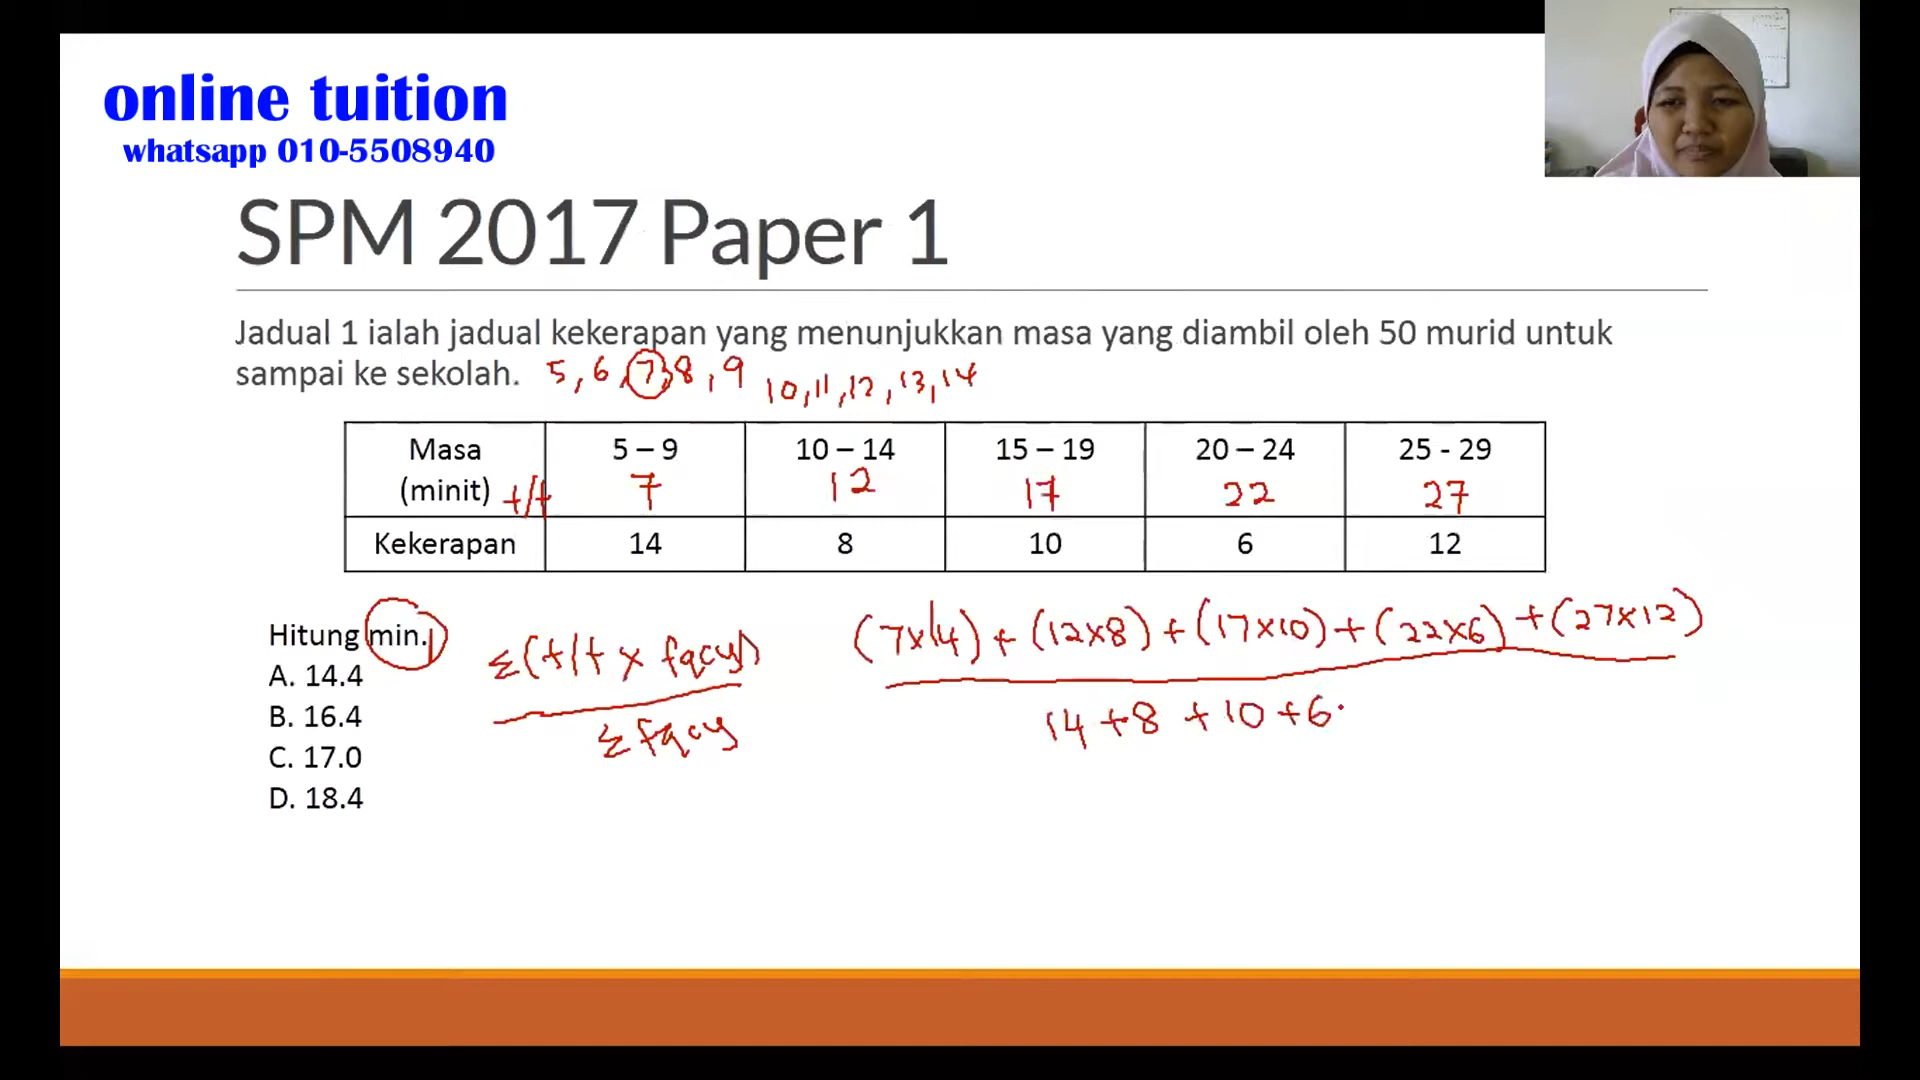 online tuition
whatsapp 010-5508940
SPM 2017 Paper 1
Jadual 1 ialah jadual kekerapan yang menunjukkan masa yang diambil oleh 50 murid untuk
sampai ke sekolah.
5, 6, 7, 8, 9 10, 11, 12, 13, 14
Masa (minit) t/t
5 – 9
7
10 – 14
12
15 – 19
17
20 – 24
22
25 - 29
27
Kekerapan 14 8 10 6 12
Hitung min.
A. 14.4
B. 16.4
C. 17.0
D. 18.4
Σ(t/t x fqcy)
Σ fqcy
(7x14) + (12x8) + (17x10) + (22x6) + (27x12)
14 + 8 + 10 + 6